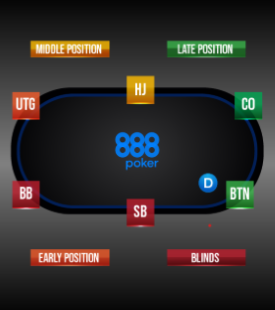 MIDDLE POSITION
LATE POSITION
HJ
UTG
CO
888
poker
D
BB
BTN
SB
EARLY POSITION
BLINDS